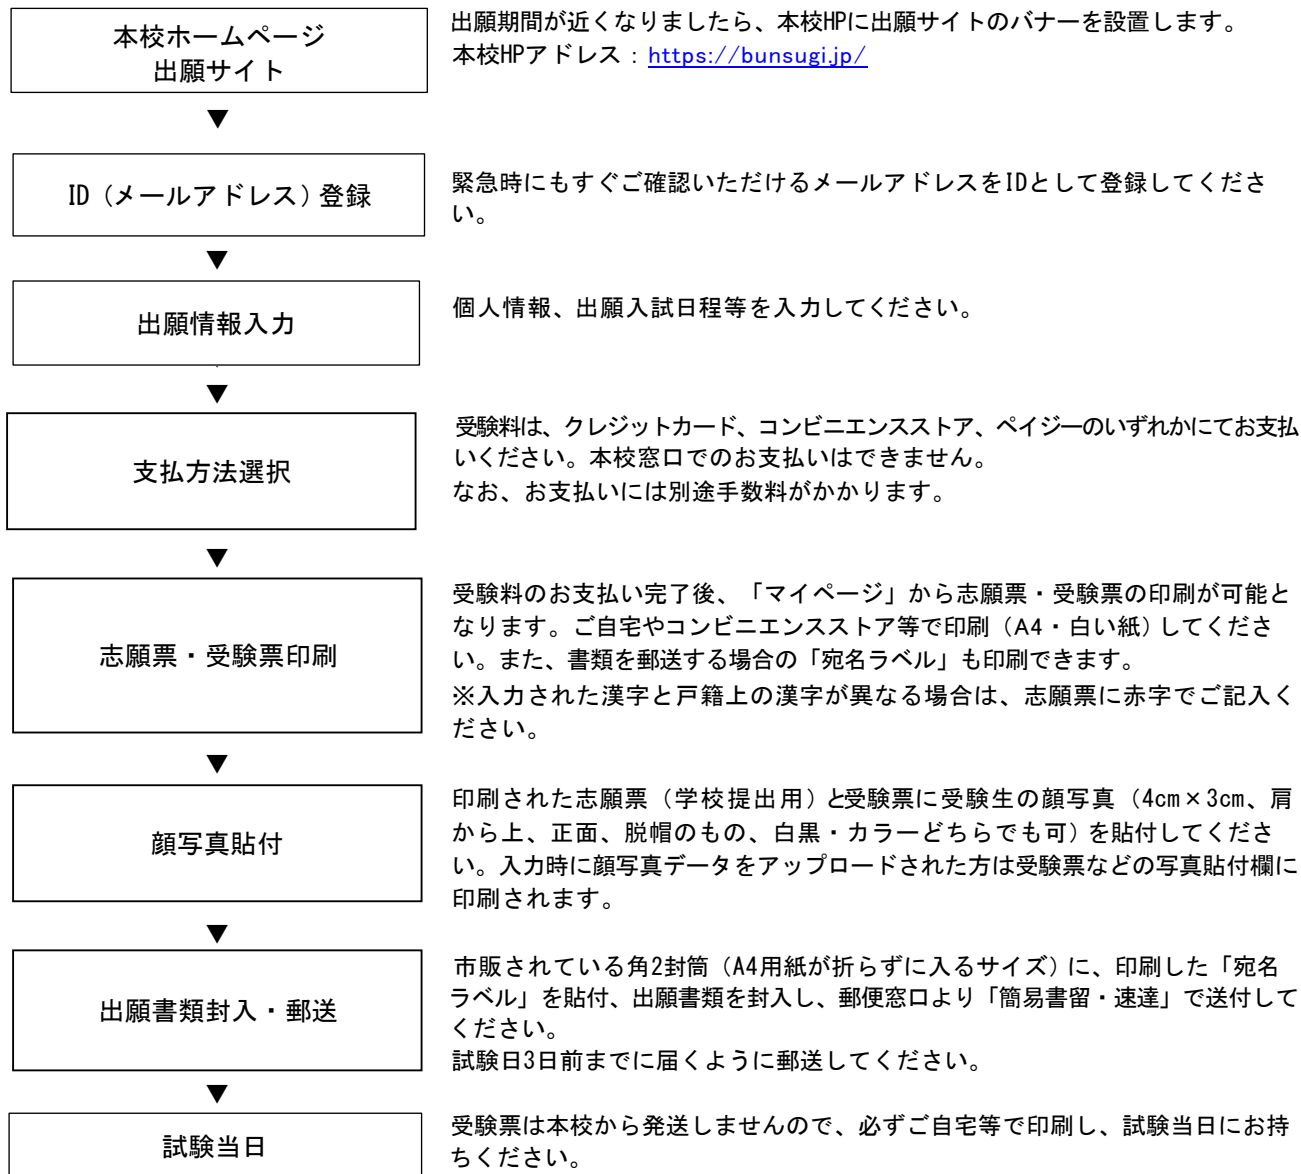 本校ホームページ
出願サイト
出願期間が近くなりましたら、本校HPに出願サイトのバナーを設置します。
本校HPアドレス：https://bunsugi.jp/
▼
ID（メールアドレス）登録
緊急時にもすぐご確認いただけるメールアドレスをIDとして登録してくださ
い。
▼
出願情報入力
個人情報、出願入試日程等を入力してください。
▼
支払方法選択
受験料は、クレジットカード、コンビニエンスストア、ペイジーのいずれかにてお支払
いください。本校窓口でのお支払いはできません。
なお、お支払いには別途手数料がかかります。
▼
志願票・受験票印刷
受験料のお支払い完了後、「マイページ」から志願票・受験票の印刷が可能と
なります。ご自宅やコンビニエンスストア等で印刷（A4・白い紙）してくださ
い。また、書類を郵送する場合の「宛名ラベル」も印刷できます。
※入力された漢字と戸籍上の漢字が異なる場合は、志願票に赤字でご記入く
ださい。
▼
顔写真貼付
印刷された志願票（学校提出用）と受験票に受験生の顔写真（4cm×3cm、肩
から上、正面、脱帽のもの、白黒・カラーどちらでも可）を貼付してくださ
い。入力時に顔写真データをアップロードされた方は受験票などの写真貼付欄に
印刷されます。
▼
出願書類封入・郵送
市販されている角2封筒（A4用紙が折らずに入るサイズ）に、印刷した「宛名
ラベル」を貼付、出願書類を封入し、郵便窓口より「簡易書留・速達」で送付して
ください。
試験日3日前までに届くように郵送してください。
▼
試験当日
受験票は本校から発送しませんので、必ずご自宅等で印刷し、試験当日にお持
ちください。